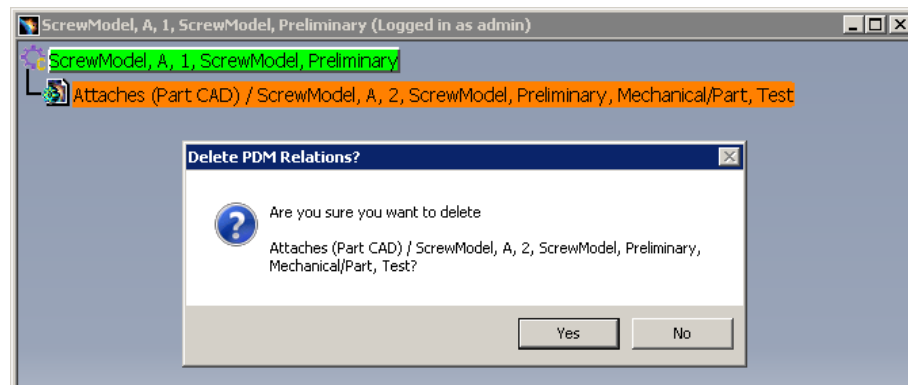 ScrewModel, A, 1, ScrewModel, Preliminary (Logged in as admin)
ScrewModel, A, 1, ScrewModel, Preliminary
Attaches (Part CAD) / ScrewModel, A, 2, ScrewModel, Preliminary, Mechanical/Part, Test
Delete PDM Relations?
Are you sure you want to delete
Attaches (Part CAD) / ScrewModel, A, 2, ScrewModel, Preliminary,
Mechanical/Part, Test?
Yes No